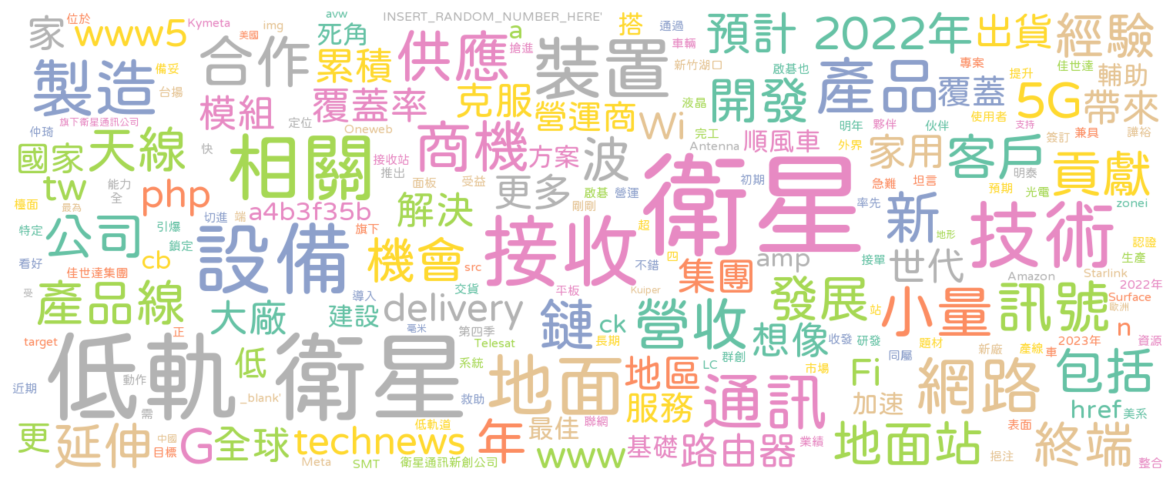 家
位於
www5
Kymeta
美國
img
avw
死角
INSERT_RANDOM_NUMBER_HERE'
a
搶進
搭
通過
車輛
預計
2022年
出貨
經驗
製造
備妥
台揚
合作
累積
供應
裝置
新竹湖口
啟碁也
專案
佳世達
提升
輔助
模組
覆蓋率
克服
營運商
Wi
液晶
開發
產品
覆蓋
5G
帶來
使用者
旗下衛星通訊公司
仲琦
定位
Oneweb
商機
方案
波
完工
Antenna
明年
順風車
夥伴
外界
伙伴
家用
客戶
簽訂
支持
兼具
譁裕
明泰
國家
天線
快
相關
接收站
推出
面板
受益
更多
啟碁
剛剛
營運
初期
衛星
急難
坦言
預期
光電
貢獻
tw
檯面
最為
php
能力
全
a4b3f35b
解決
接收
率先
新
技術
zonei
特定
公司
引爆
鎖定
切進
端
旗下
設備
機會
超
四
不錯
地形
接單
世代
認證
生產
看好
佳世達集團
cb
src
集團
amp
Amazon
Starlink
受
產品線
大廠
導入
建設
交貨
平板
Kuiper
delivery
鏈
ck
營收
發展
想像
站
小量
訊號
2022年
Surface
歐洲
n
target
正
低軌
衛星
毫米
第四季
Telesat
長期
收發
研發
題材
新廠
產線
車
2023年
資源
近期
動作
低
_blank'
系統
救助
地面
地區
LC
群創
市場
同屬
Fi
網路
包括
需
服務
通訊
加速
href
美系
更
延伸
中國
目標
G
全球
technews
低軌道
年
最佳
聯網
www
基礎
路由器
業績
地面站
挹注
表面
終端
整合
Meta
SMT
衛星通訊新創公司